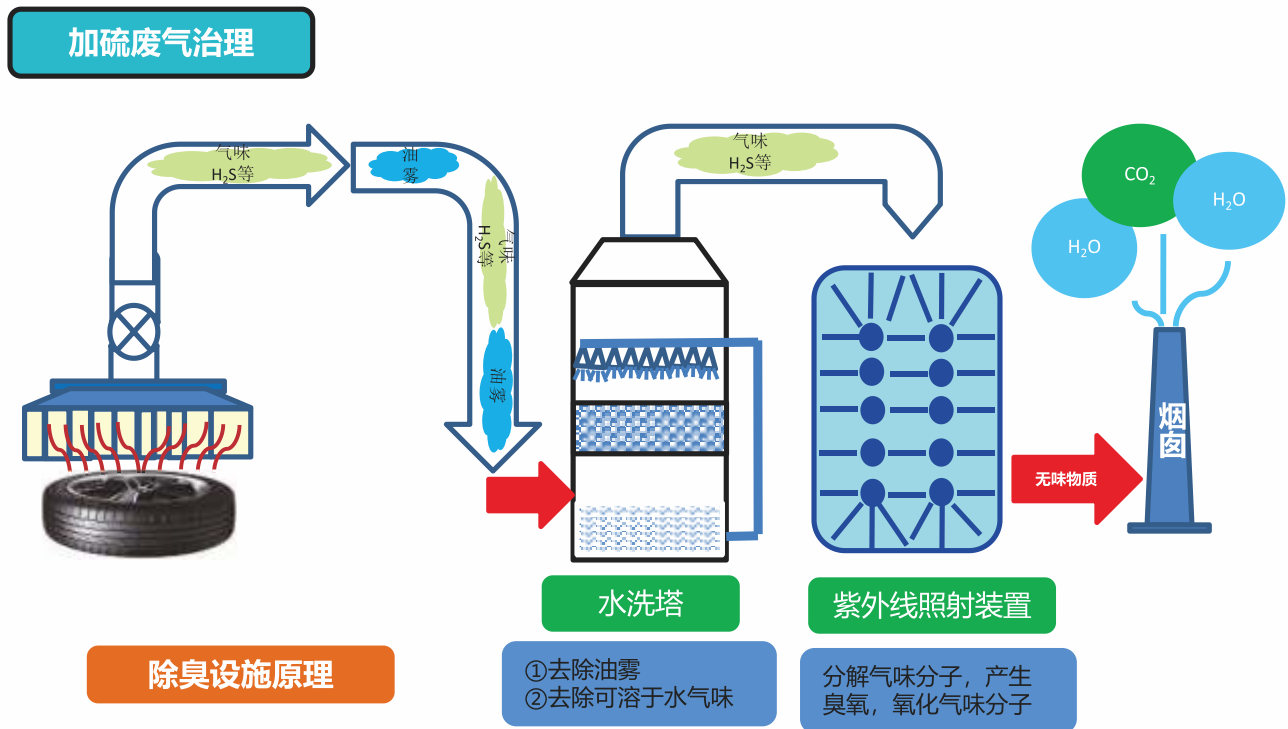 加硫废气治理
气味
H₂S等
油
雾
气味
H₂S等
油雾
气味
H₂S等
CO₂
H₂O
H₂O
烟
囱
无味物质
水洗塔
紫外线照射装置
除臭设施原理
①去除油雾
②去除可溶于水气味
分解气味分子，产生
臭氧，氧化气味分子